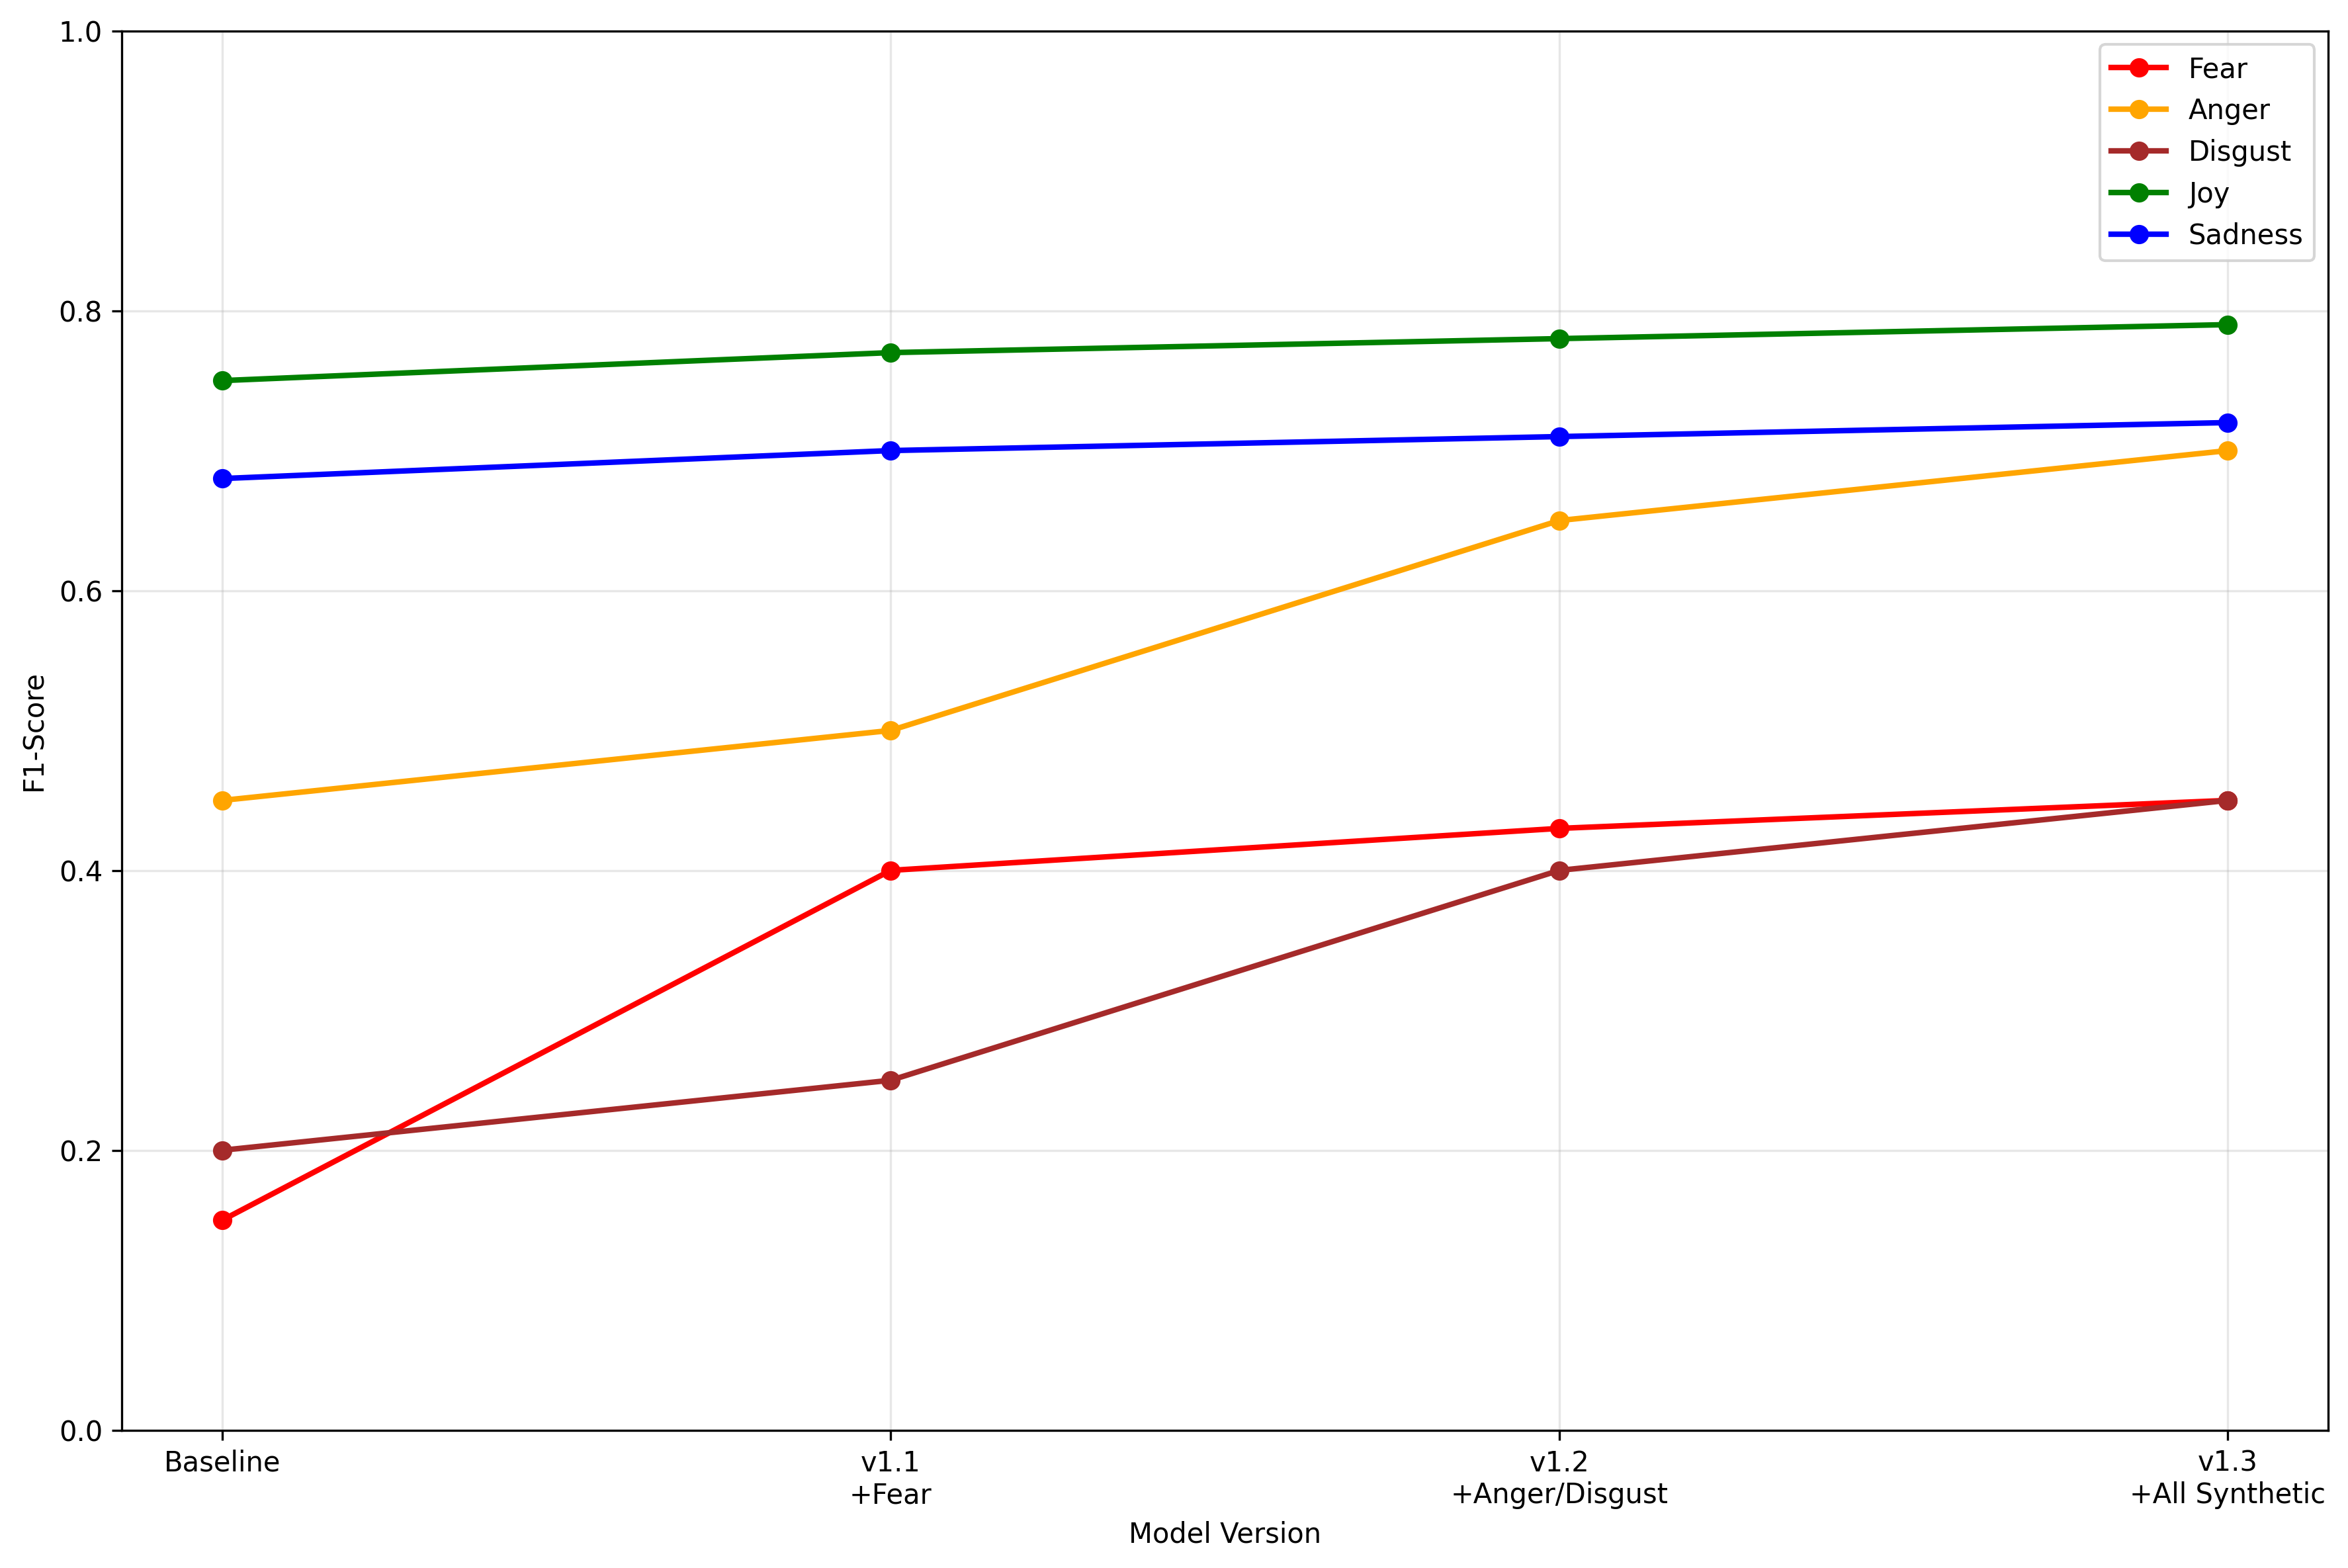 1.0
0.8
0.6
0.4
0.2
0.0
F1-Score
Fear
Anger
Disgust
Joy
Sadness
Baseline
v1.1
+Fear
v1.2
+Anger/Disgust
v1.3
+All Synthetic
Model Version